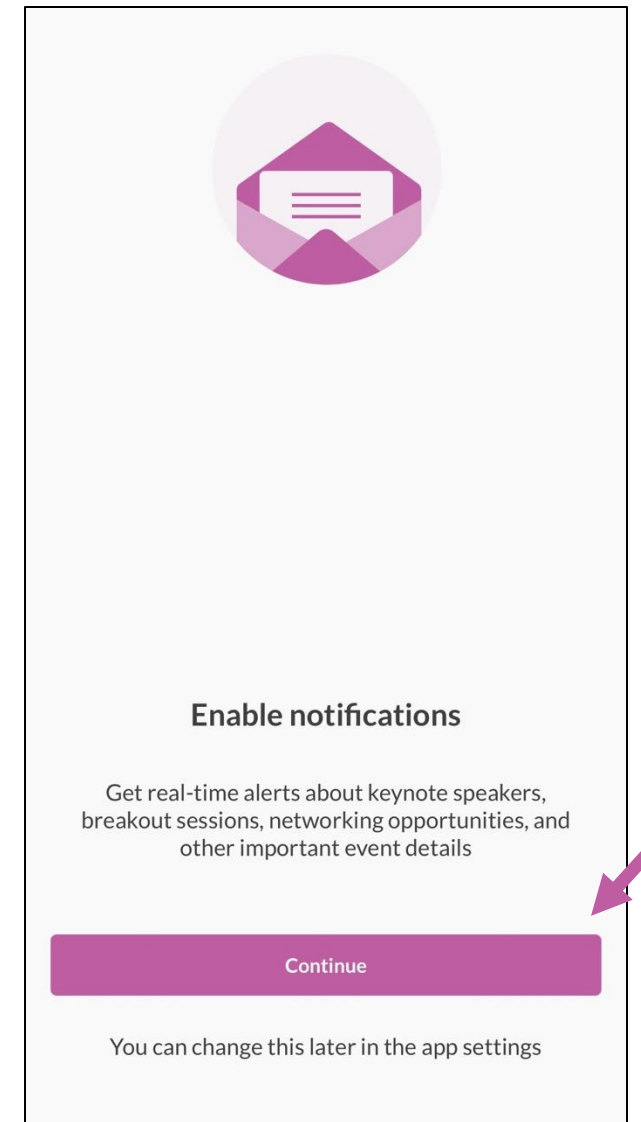 Enable notifications
Get real-time alerts about keynote speakers,
breakout sessions, networking opportunities, and
other important event details
Continue
You can change this later in the app settings